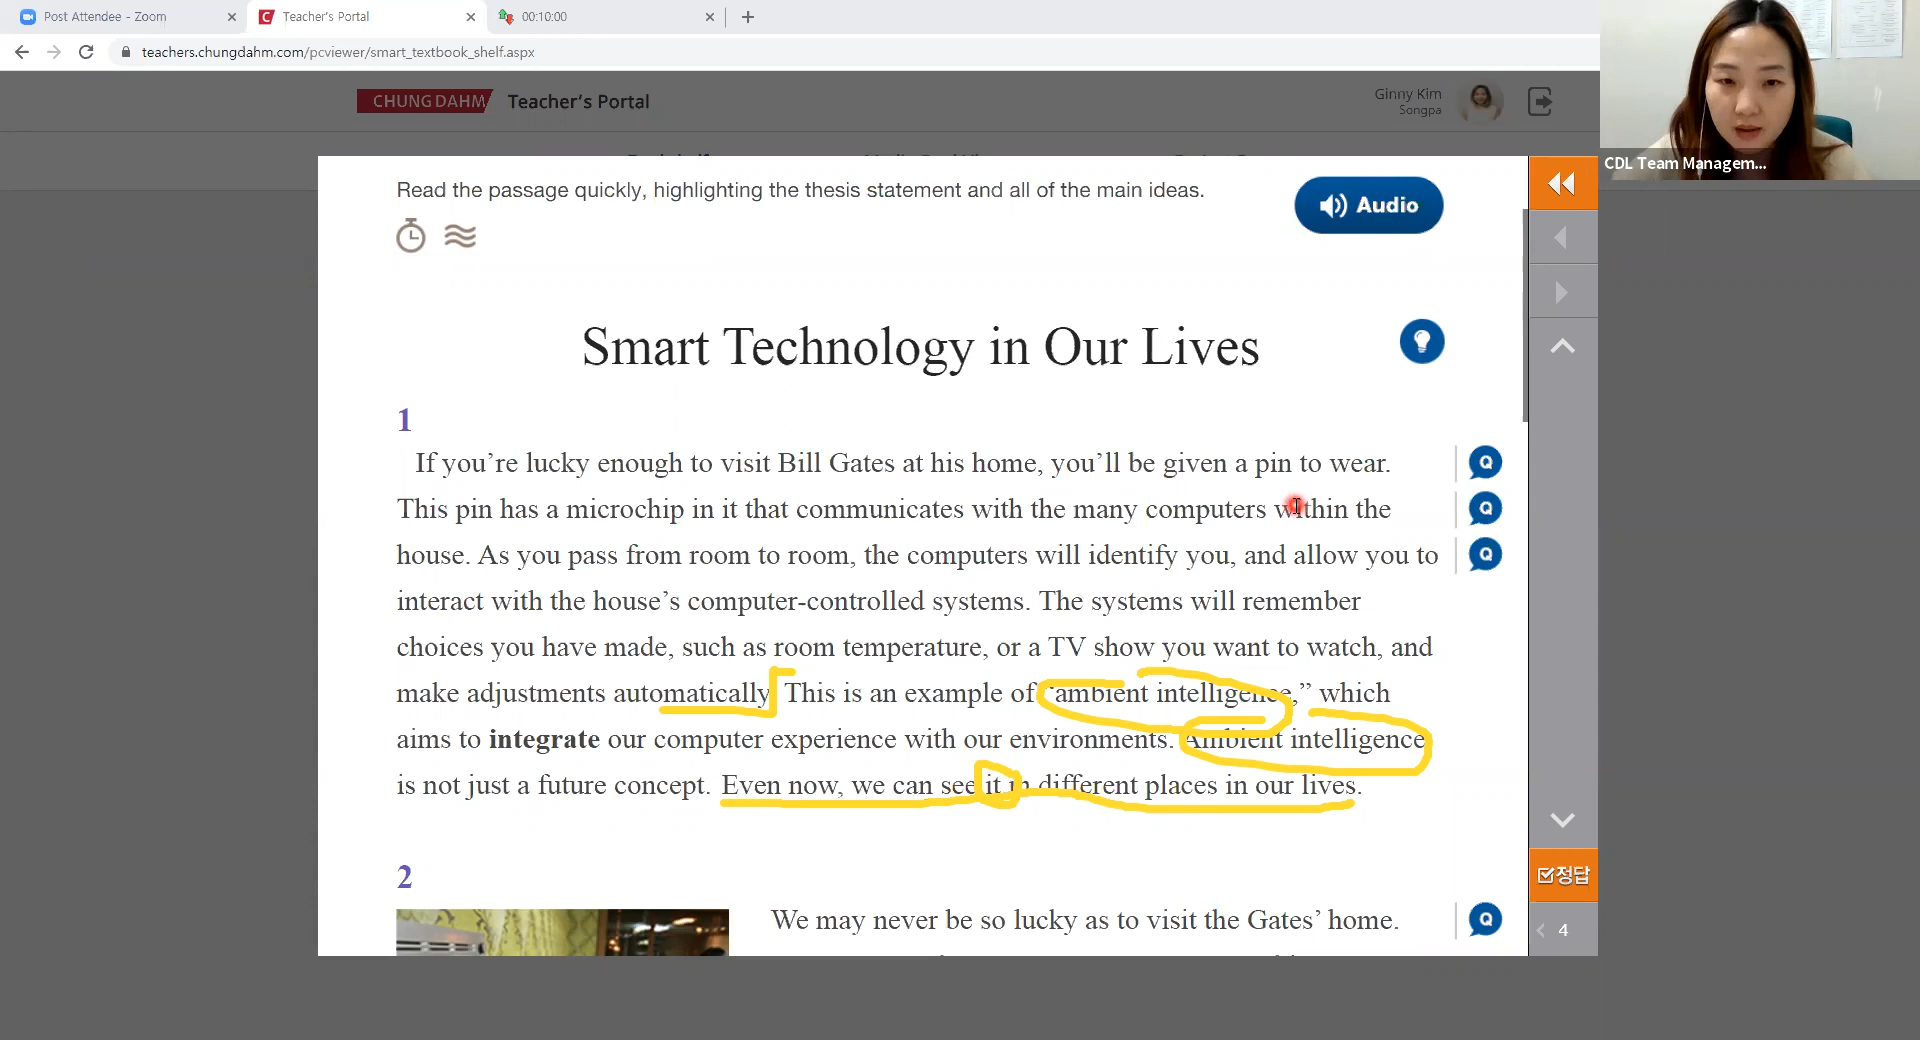 Post Attendee - Zoom
Teacher's Portal
00:10:00
teachers.chungdahm.com/pcviewer/smart_textbook_shelf.aspx
CHUNGDAHM Teacher's Portal
Ginny Kim
Songpa
CDL Team Managem...
Read the passage quickly, highlighting the thesis statement and all of the main ideas.
Audio
Smart Technology in Our Lives
1
If you're lucky enough to visit Bill Gates at his home, you'll be given a pin to wear.
This pin has a microchip in it that communicates with the many computers within the
house. As you pass from room to room, the computers will identify you, and allow you to
interact with the house's computer-controlled systems. The systems will remember
choices you have made, such as room temperature, or a TV show you want to watch, and
make adjustments automatically. This is an example of "ambient intelligence," which
aims to integrate our computer experience with our environments. Ambient intelligence
is not just a future concept. Even now, we can see it in different places in our lives.
Q
Q
Q
2
We may never be so lucky as to visit the Gates' home.
Q
정답
4